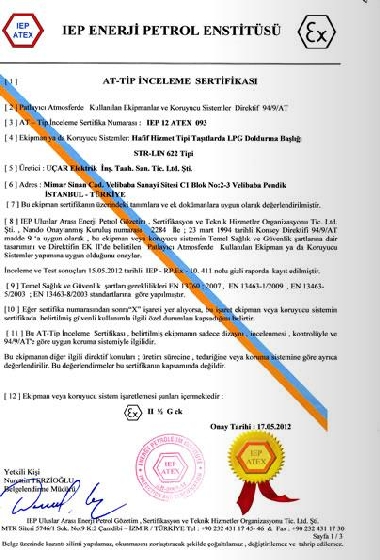 IEP ATEX
IEP ENERJİ PETROL ENSTİTÜSÜ
Ex
[ 1 ] AT-TİP İNCELEME SERTİFİKASI
[ 2 ] Patlayıcı Atmosferde Kullanılan Ekipmanlar ve Koruyucu Sistemler Direktif 94/9/AT
[ 3 ] AT – Tip İnceleme Sertifika Numarası : IEP 12 ATEX 092
[ 4 ] Ekipman ya da Koruyucu Sistemler: Hafif Hizmet Tipi Taşıtlarda LPG Doldurma Başlığı
STR-LIN 622 Tipi
[ 5 ] Üretici : UÇAR Elektrik İnş. Taah. San. Tic. Ltd. Şti.
[ 6 ] Adres : Mimar Sinan Cad. Velibaba Sanayi Sitesi C1 Blok No:2-3 Velibaba Pendik
İSTANBUL - TÜRKİYE
[ 7 ] Bu ekipman sertifikanın üzerindeki tanımlara ve ek dokümanlara uygun olarak değerlendirilmiştir.
[ 8 ] IEP Uluslar Arası Enerji Petrol Gözetim , Sertifikasyon ve Teknik Hizmetler Organizasyonu Tic. Ltd.
Şti. , Nando Onayanmış Kuruluş numarası 2284 İle ; 23 mart 1994 tarihli Konsey Direktifi 94/9/AT
madde 9 'a uygun olarak , bu ekipman veya koruyucu sistemin Temel Sağlık ve Güvenlik şartlarına dair
tasarımını ve Direktifin EK II'de belirtilen Patlayıcı Atmosferde Kullanılan Ekipman ya da Koruyucu
Sistemler yapımına uygun olduğunu onaylar.
İnceleme ve Test sonuçları 15.05.2012 tarihli IEP - 10. 411 nolu gizli raporda kayıt edilmiştir.
[ 9 ] Temel Sağlık ve Güvenlik şartları gereklilikleri EN 13760 :2007 , EN 13463-1/2009 , EN 13463-
5/2003 ; EN 13463-8/2003 standartlarına göre yapılmıştır.
[ 10 ] Eğer sertifika numarasından sonra "X" işareti yer alıyorsa, bu işaret ekipman veya koruyucu sistemin
sertifikaca belirtilmiş güvenli kullanımla ilgili özel durumları kapsadığını belirtir.
[ 11 ] Bu AT-Tip İnceleme Sertifikası , belirtilmiş ekipmanın sadece dizaynı , incelenmesi , kontrolüyle ve
94/9/AT'e göre uygun koruma sistemiyle ilgilidir.
Bu ekipmanın diğer ilgili direktif konuları ; üretim sürecine , tedariğine veya koruma sistemine göre ayrıca
değerlendirilir. Bu değerlendirmeler bu sertifikanın kapsamında değildir.
[ 12 ] Ekipman veya koruyucu sistem işaretlemesi şunları içermektedir :
Ex II ½ G ck
Onay Tarihi : 17.05.2012
IEP ATEX
IEP ATEX
Yetkili Kişi
Nurettin TERZİOĞLU
Belgelendirme Müdürü
IEP Uluslar Arası Enerji Petrol Gözetim , Sertifikasyon ve Teknik Hizmetler Organizasyonu Tic. Ltd. Şti.
MTR Sitesi 5746/1 Sok. No:9 K:1 Çamdibi - İZMİR / TÜRKİYE Tel : +90 232 431 17 45- 46 & Fax . +90 232 431 17 30
Sayfa 1 / 3
Belge üzerinde kazıntı silinti yapılamaz, okunmasını zorlaştıracak şekilde çoğaltılamaz , değiştirilemez ve tahrip edilemez.